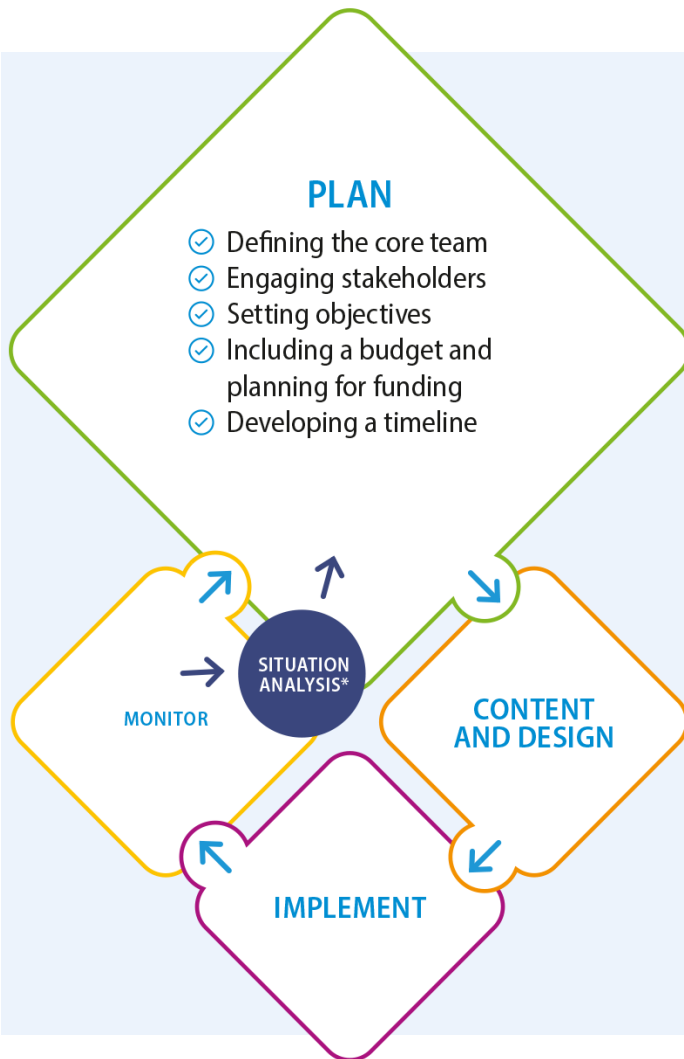 PLAN
Defining the core team
Engaging stakeholders
Setting objectives
Including a budget and
planning for funding
Developing a timeline
SITUATION
ANALYSIS*
MONITOR
CONTENT
AND DESIGN
IMPLEMENT